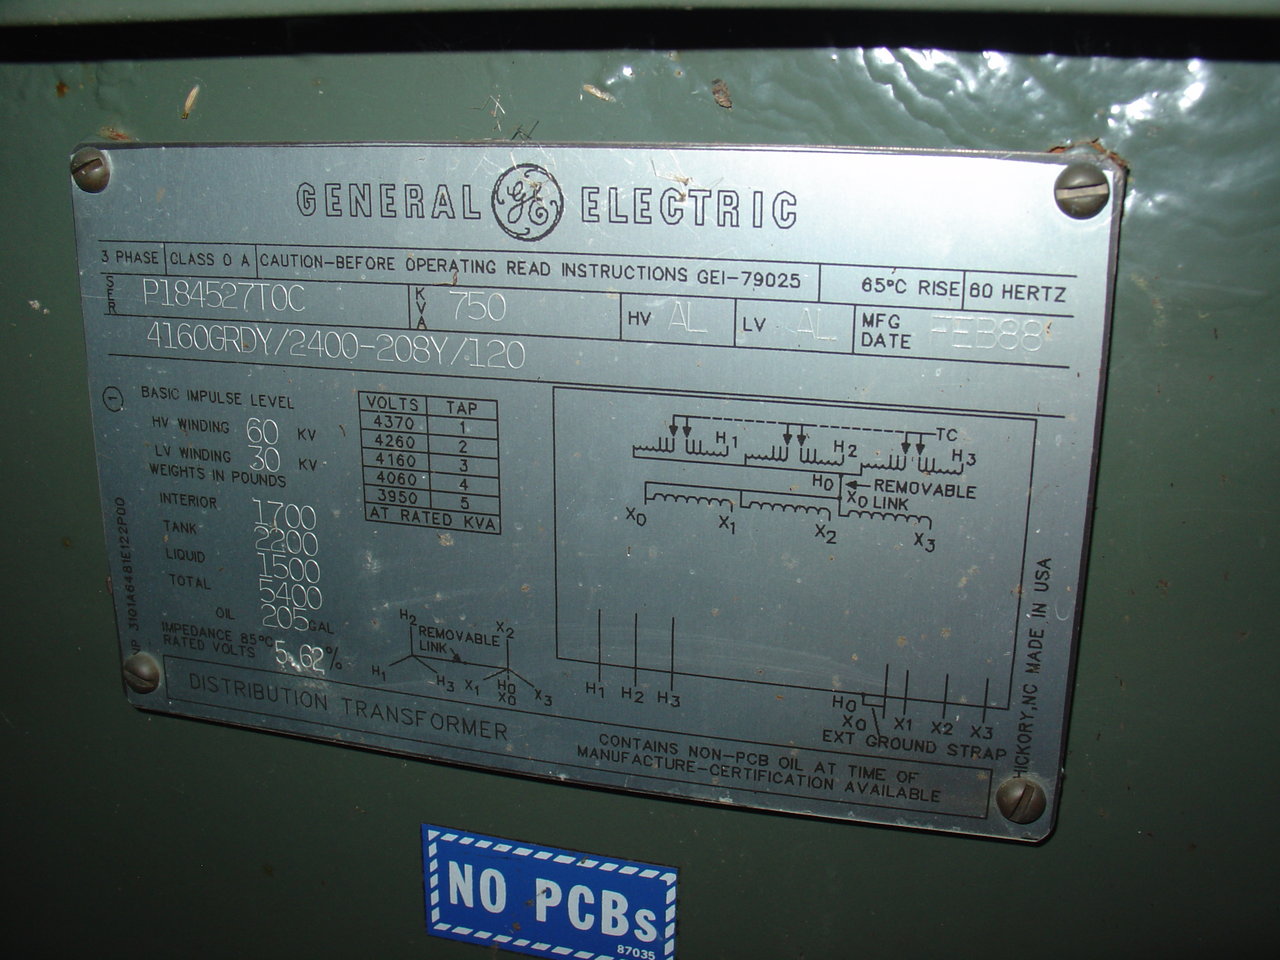 GENERAL GE ELECTRIC
3 PHASE CLASS O A CAUTION-BEFORE OPERATING READ INSTRUCTIONS GEI-79025 65°C RISE 60 HERTZ
SER P184527TOC KVA 750 HV AL LV AL MFG DATE FEB88
4160GRDY/2400-208Y/120
1
BASIC IMPULSE LEVEL
HV WINDING 60 KV
LV WINDING 30 KV
WEIGHTS IN POUNDS
INTERIOR 1700
TANK 2200
LIQUID 1500
TOTAL 5400
OIL 205 GAL
IMPEDANCE 85°C
RATED VOLTS 5.62%
VOLTS TAP
4370 1
4260 2
4160 3
4060 4
3950 5
AT RATED KVA
TC
H1 H2 H3
H0 REMOVABLE
X0 LINK
X0 X1 X2 X3
H2 X2
REMOVABLE
LINK
H1 H3 X1 H0 X3
X0
H1 H2 H3
H0
X0 X1 X2 X3
EXT GROUND STRAP
NP 3101A6481E122P00
HICKORY, NC MADE IN USA
DISTRIBUTION TRANSFORMER
CONTAINS NON-PCB OIL AT TIME OF
MANUFACTURE-CERTIFICATION AVAILABLE
NO PCBs
87035